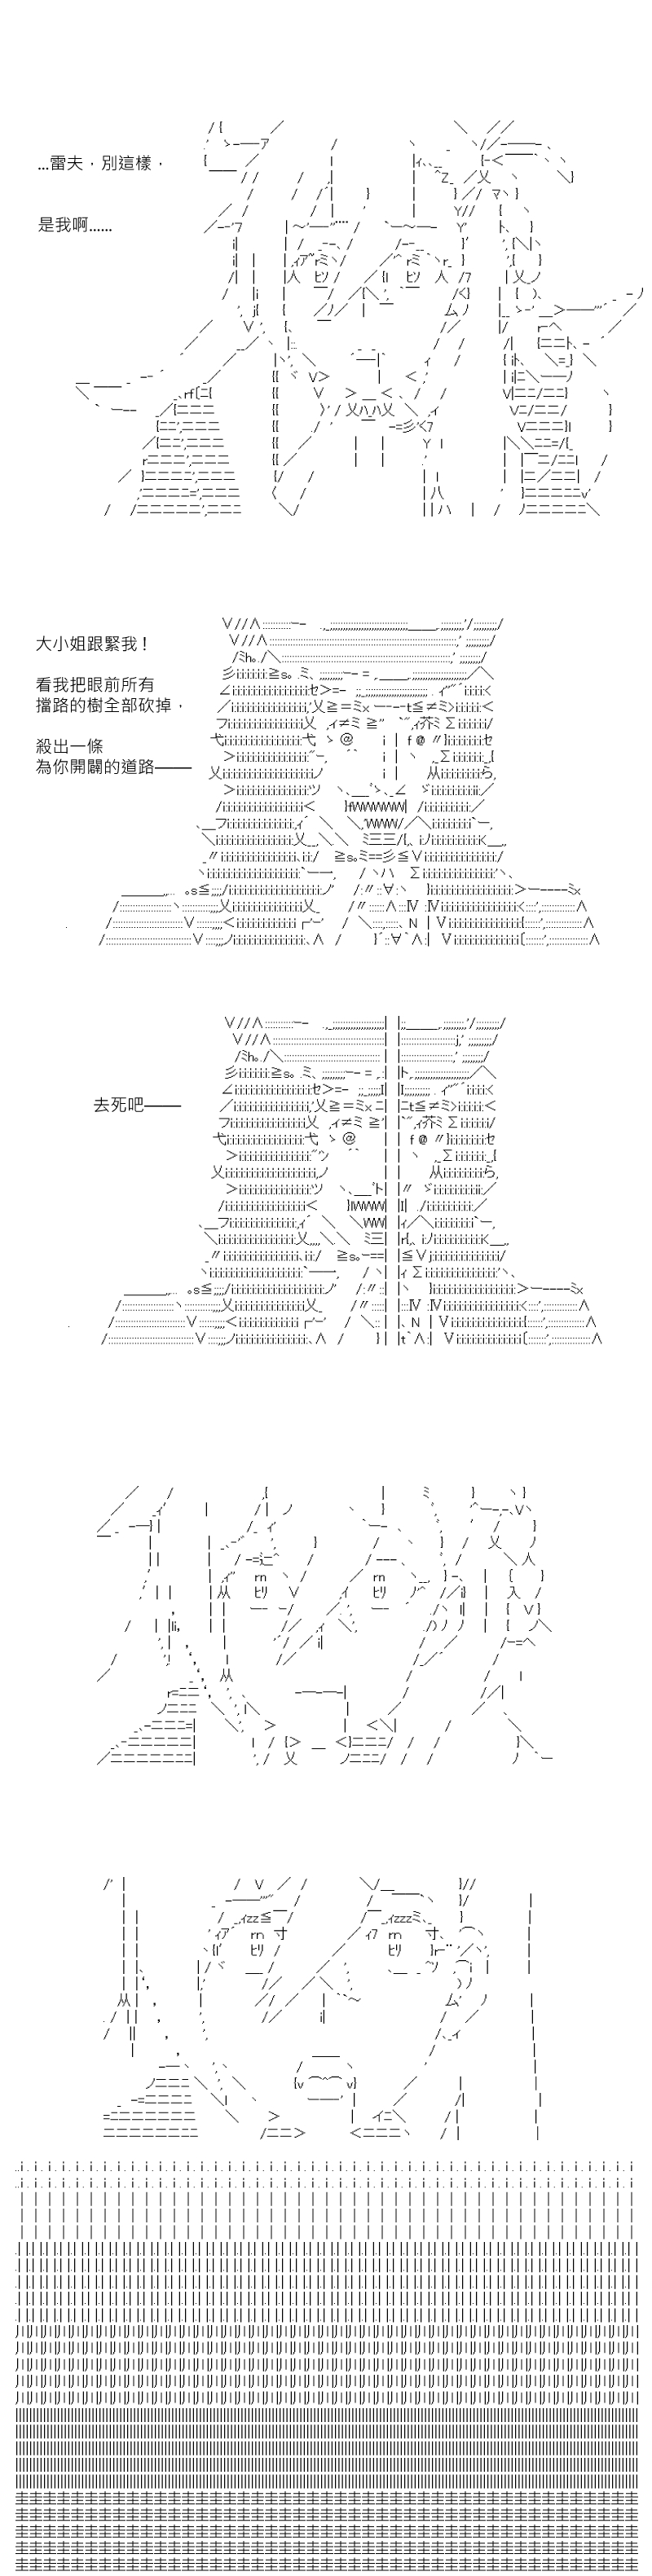 ...雷夫，別這樣，
是我啊......
大小姐跟緊我！
看我把眼前所有
擋路的樹全部砍掉，
殺出一條
為你開闢的道路────
去死吧────